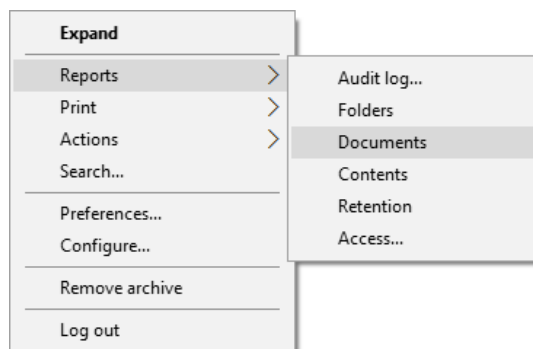 Expand
Reports
Print
Actions
Search...
Preferences...
Configure...
Remove archive
Log out
Audit log...
Folders
Documents
Contents
Retention
Access...